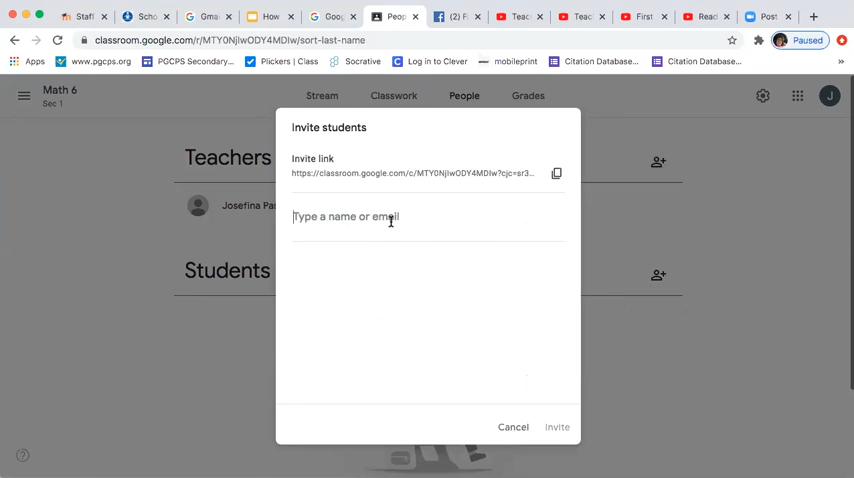 Staff
Scho
Gma
How
Goog
Peop
(2) F
Teac
Teac
First
Read
Post
classroom.google.com/r/MTY0NjIwODY4MDIw/sort-last-name
Paused
Apps
www.pgcps.org
PGCPS Secondary...
Plickers | Class
Socrative
Log in to Clever
mobileprint
Citation Database...
Citation Database...
»
Math 6
Sec 1
Stream
Classwork
People
Grades
J
Invite students
Invite link
https://classroom.google.com/c/MTY0NjIwODY4MDIw?cjc=sr3...
Type a name or email
Cancel
Invite
Teachers
Josefina Pas
Students